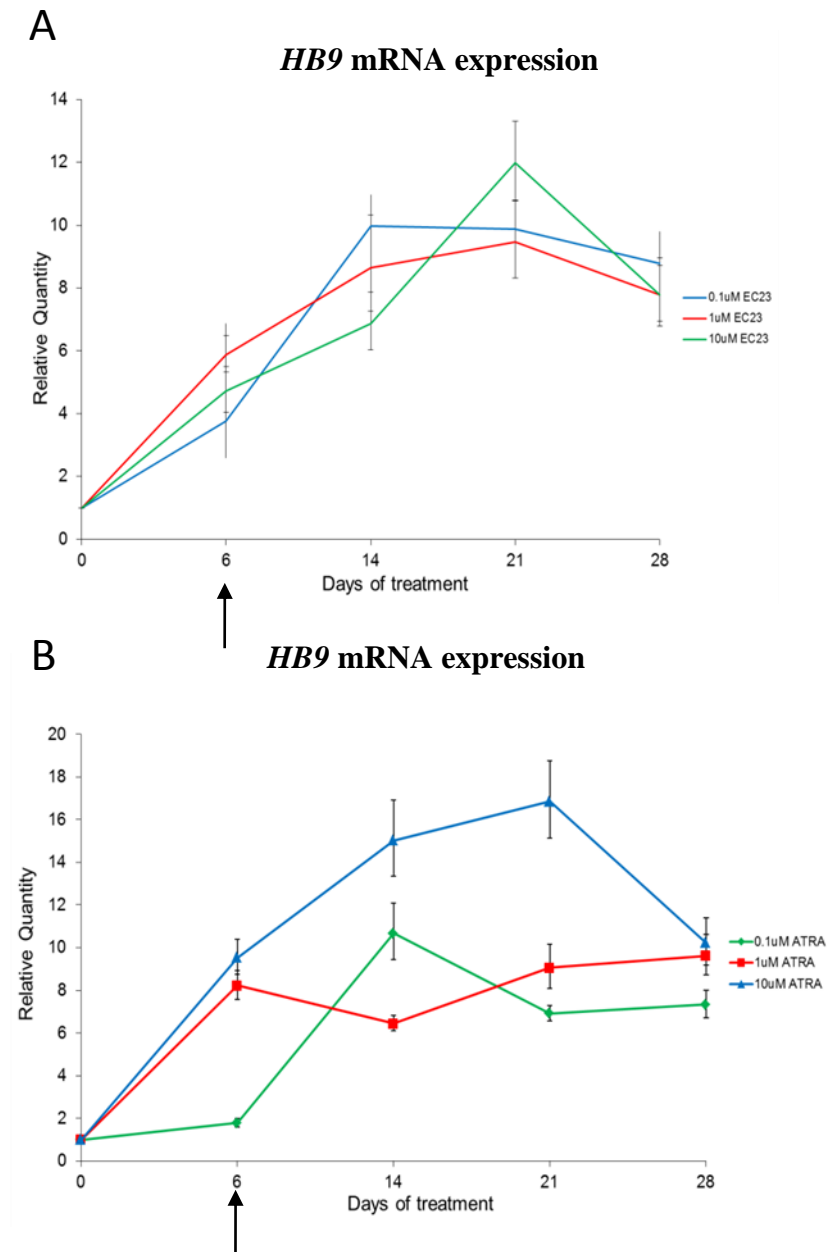 A
HB9 mRNA expression
14
12
10
8
6
4
2
0
Relative Quantity
0 6 14 21 28
Days of treatment
0.1uM EC23
1uM EC23
10uM EC23
B
HB9 mRNA expression
20
18
16
14
12
10
8
6
4
2
0
Relative Quantity
0 6 14 21 28
Days of treatment
0.1uM ATRA
1uM ATRA
10uM ATRA